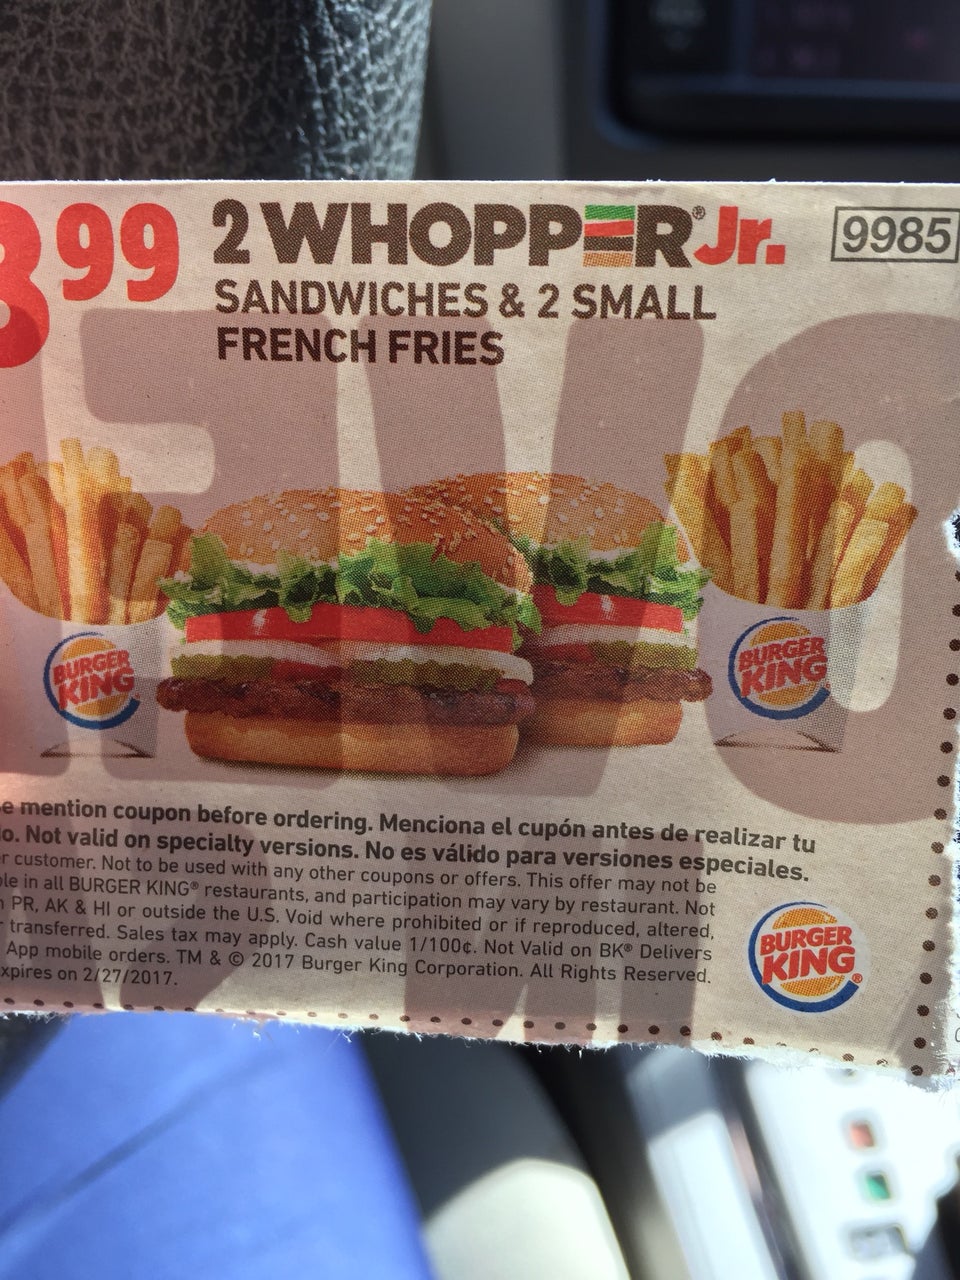 99
2 WHOPPER® Jr.
9985
SANDWICHES & 2 SMALL
FRENCH FRIES
BURGER
KING
BURGER
KING
e mention coupon before ordering. Menciona el cupón antes de realizar tu
lo. Not valid on specialty versions. No es válido para versiones especiales.
r customer. Not to be used with any other coupons or offers. This offer may not be
ble in all BURGER KING® restaurants, and participation may vary by restaurant. Not
PR, AK & HI or outside the U.S. Void where prohibited or if reproduced, altered,
transferred. Sales tax may apply. Cash value 1/100¢. Not Valid on BK® Delivers
App mobile orders. TM & © 2017 Burger King Corporation. All Rights Reserved.
xpires on 2/27/2017.
BURGER
KING®